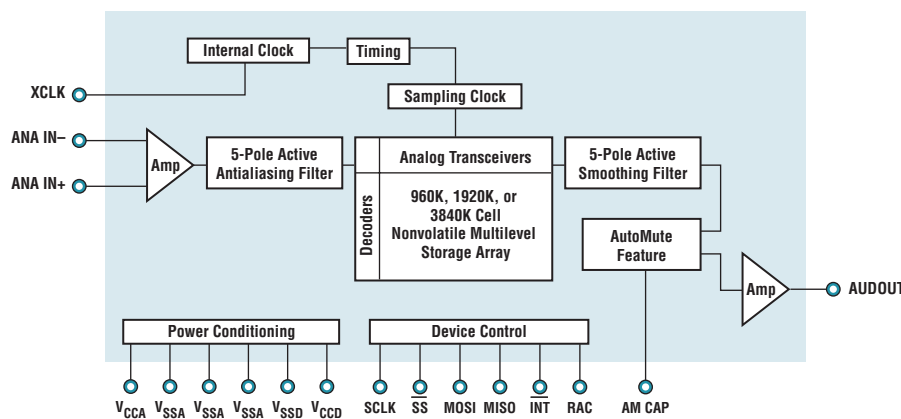 Internal Clock
Timing
XCLK
Sampling Clock
ANA IN–
ANA IN+
Amp
5-Pole Active
Antialiasing Filter
Decoders
Analog Transceivers
960K, 1920K, or
3840K Cell
Nonvolatile Multilevel
Storage Array
5-Pole Active
Smoothing Filter
AutoMute
Feature
Amp
AUDOUT
Power Conditioning
Device Control
VCCA VSSA VSSA VSSA VSSD VCCD
SCLK S̅S̅ MOSI MISO I̅N̅T̅ RAC AM CAP